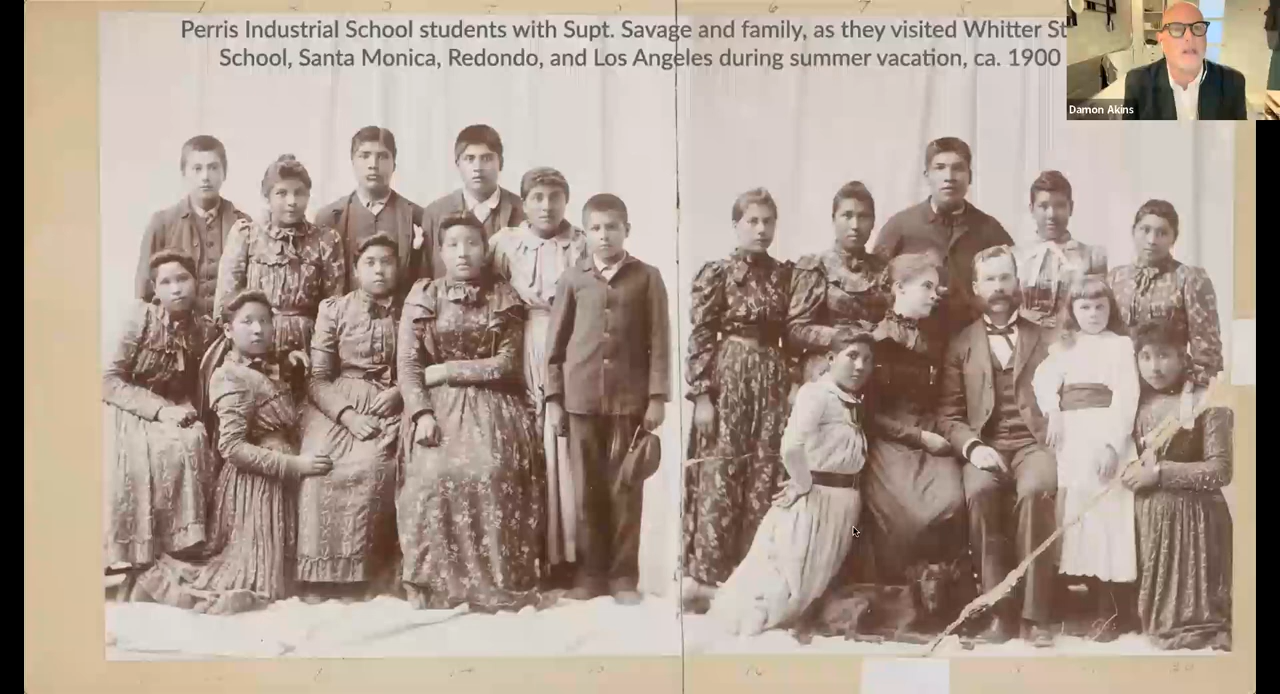 Perris Industrial School students with Supt. Savage and family, as they visited Whitter St
School, Santa Monica, Redondo, and Los Angeles during summer vacation, ca. 1900
Damon Akins